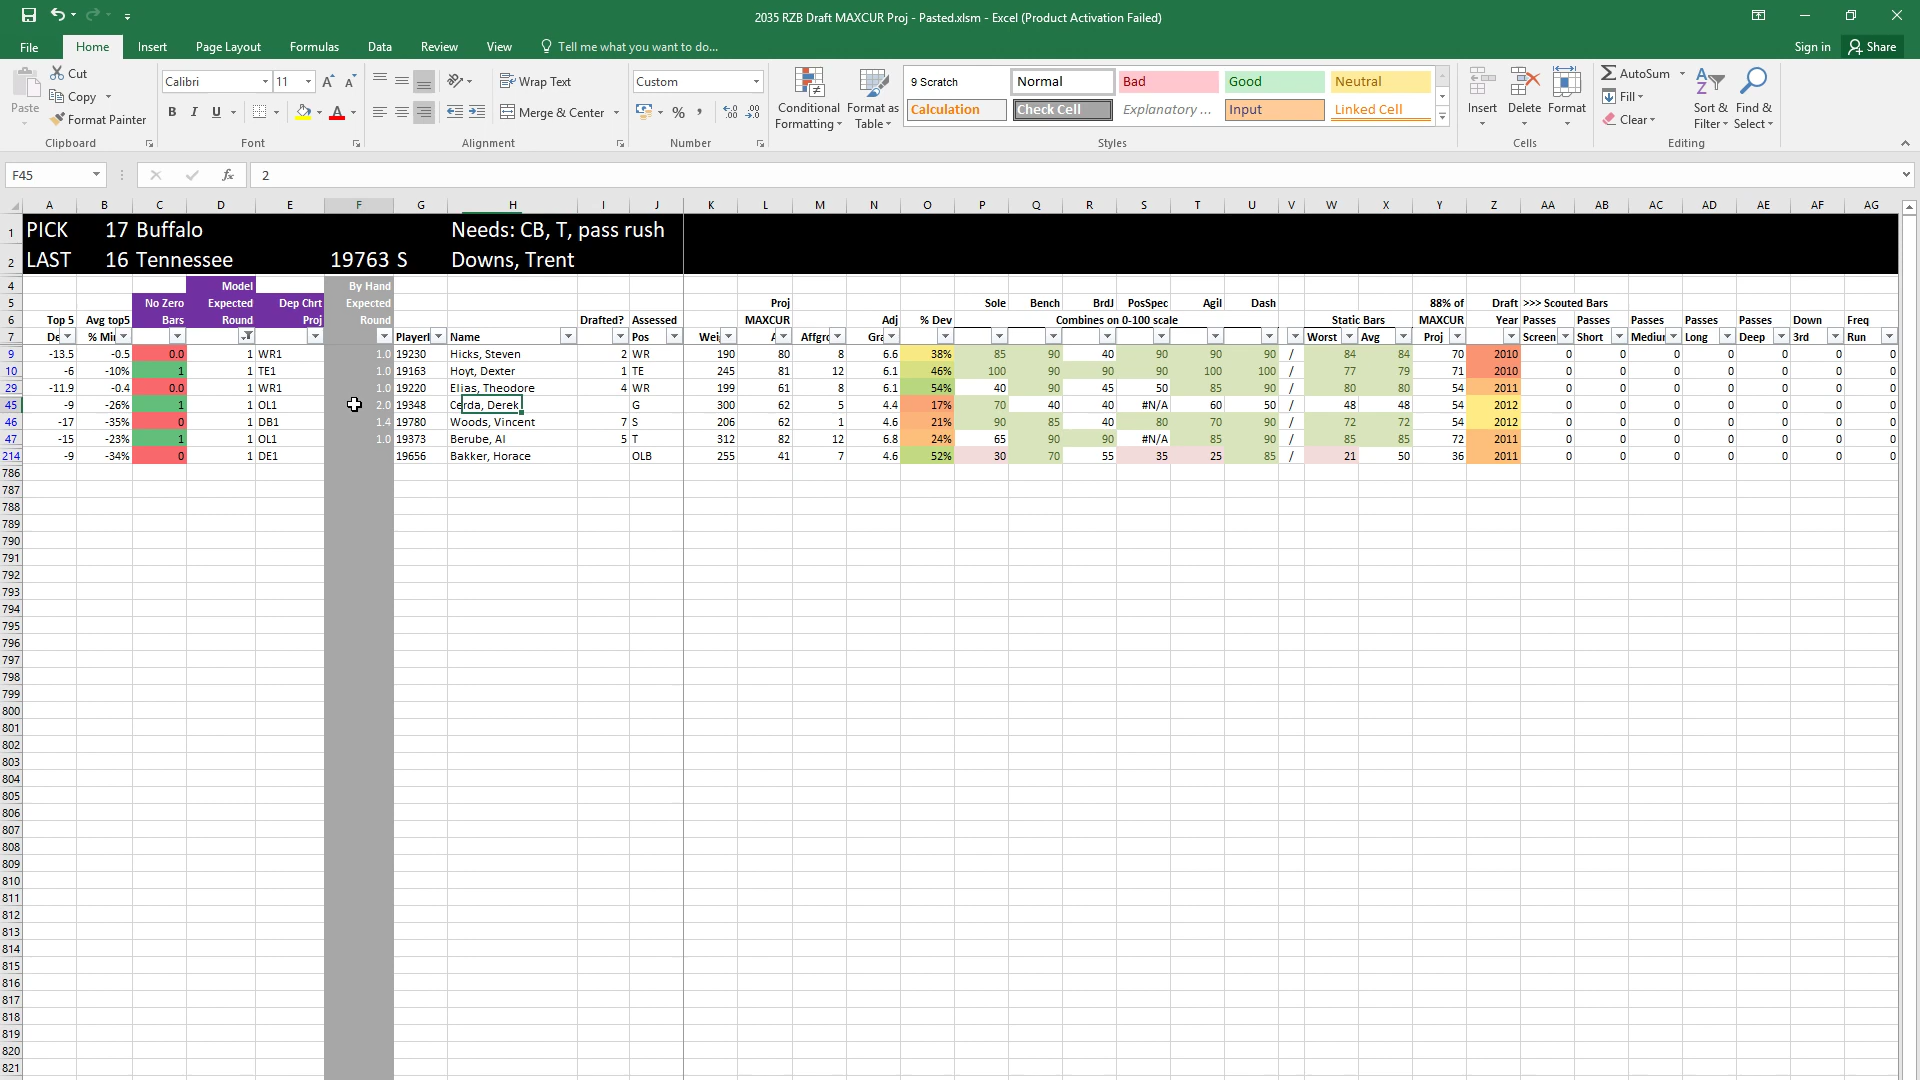 2035 RZB Draft MAXCUR Proj - Pasted.xlsm - Excel (Product Activation Failed)
File Home Insert Page Layout Formulas Data Review View Tell me what you want to do... Sign in Share
Cut Copy Format Painter Paste Clipboard
Calibri 11 B I U Font
Wrap Text Merge & Center Alignment
Custom % Number
Conditional Formatting Format as Table
9 Scratch Normal Bad Good Neutral
Calculation Check Cell Explanatory ... Input Linked Cell
Styles
Insert Delete Format Cells
AutoSum Fill Clear Sort & Filter Find & Select Editing
F45 fx 2
A B C D E F G H I J K L M N O P Q R S T U V W X Y Z AA AB AC AD AE AF AG
1 PICK 17 Buffalo Needs: CB, T, pass rush
2 LAST 16 Tennessee 19763 S Downs, Trent
4 Model By Hand
5 No Zero Expected Dep Chrt Expected Proj Sole Bench BrdJ PosSpec Agil Dash 88% of Draft >>> Scouted Bars
6 Top 5 Avg top5 Bars Round Proj Round Drafted? Assessed MAXCUR Adj % Dev Combines on 0-100 scale Static Bars MAXCUR Year Passes Passes Passes Passes Passes Down Freq
7 De % Min PlayerI Name Pos Wei A Affgro Gra Worst Avg Proj Screen Short Mediur Long Deep 3rd Run
9 -13.5 -0.5 0.0 1 WR1 1.0 19230 Hicks, Steven 2 WR 190 80 8 6.6 38% 85 90 40 90 90 90 / 84 84 70 2010 0 0 0 0 0 0 0
10 -6 -10% 1 1 TE1 1.0 19163 Hoyt, Dexter 1 TE 245 81 12 6.1 46% 100 90 90 90 100 100 / 77 79 71 2010 0 0 0 0 0 0 0
29 -11.9 -0.4 0.0 1 WR1 1.0 19220 Elias, Theodore 4 WR 199 61 8 6.1 54% 40 90 45 50 85 90 / 80 80 54 2011 0 0 0 0 0 0 0
45 -9 -26% 1 1 OL1 2.0 19348 Cerda, Derek G 300 62 5 4.4 17% 70 40 40 #N/A 60 50 / 48 48 54 2012 0 0 0 0 0 0 0
46 -17 -35% 0 1 DB1 1.4 19780 Woods, Vincent 7 S 206 62 1 4.6 21% 90 85 40 80 70 90 / 72 72 54 2012 0 0 0 0 0 0 0
47 -15 -23% 1 1 OL1 1.0 19373 Berube, Al 5 T 312 82 12 6.8 24% 65 90 90 #N/A 85 90 / 85 85 72 2011 0 0 0 0 0 0 0
214 -9 -34% 0 1 DE1 19656 Bakker, Horace OLB 255 41 7 4.6 52% 30 70 55 35 25 85 / 21 50 36 2011 0 0 0 0 0 0 0
786
787
788
789
790
791
792
793
794
795
796
797
798
799
800
801
802
803
804
805
806
807
808
809
810
811
812
813
814
815
816
817
818
819
820
821